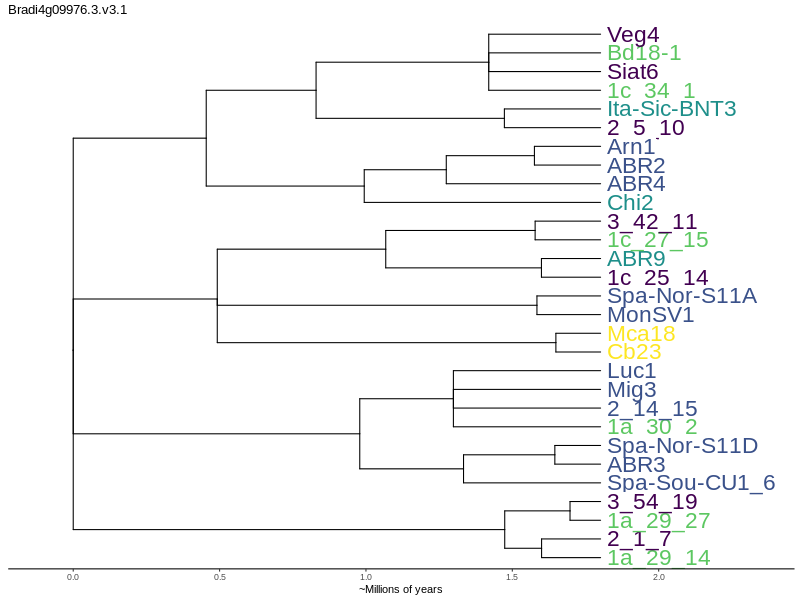 Bradi4g09976.3.v3.1
Veg4
Bd18-1
Siat6
1c_34_1
Ita-Sic-BNT3
2_5_10
Arn1
ABR2
ABR4
Chi2
3_42_11
1c_27_15
ABR9
1c_25_14
Spa-Nor-S11A
MonSV1
Mca18
Cb23
Luc1
Mig3
2_14_15
1a_30_2
Spa-Nor-S11D
ABR3
Spa-Sou-CU1_6
3_54_19
1a_29_27
2_1_7
1a_29_14
0.0 0.5 1.0 1.5 2.0
~Millions of years